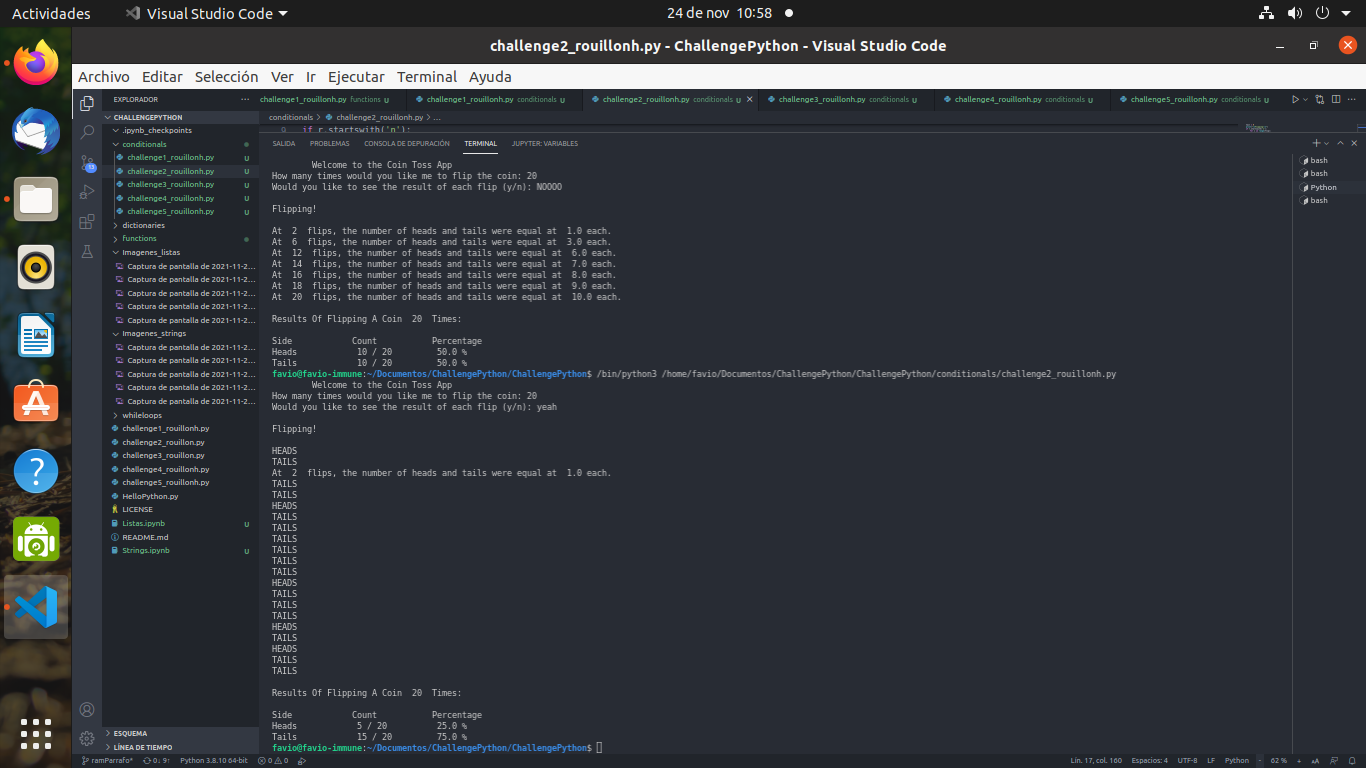 Actividades
Visual Studio Code
24 de nov 10:58
challenge2_rouillonh.py - ChallengePython - Visual Studio Code
Archivo Editar Selección Ver Ir Ejecutar Terminal Ayuda
EXPLORADOR
CHALLENGEPYTHON
.ipynb_checkpoints
conditionals
challenge1_rouillonh.py U
challenge2_rouillonh.py U
challenge3_rouillonh.py U
challenge4_rouillonh.py U
challenge5_rouillonh.py U
dictionaries
functions
Imagenes_listas
Captura de pantalla de 2021-11-2...
Captura de pantalla de 2021-11-2...
Captura de pantalla de 2021-11-2...
Captura de pantalla de 2021-11-2...
Captura de pantalla de 2021-11-2...
Imagenes_strings
Captura de pantalla de 2021-11-2...
Captura de pantalla de 2021-11-2...
Captura de pantalla de 2021-11-2...
Captura de pantalla de 2021-11-2...
Captura de pantalla de 2021-11-2...
whileloops
challenge1_rouillonh.py
challenge2_rouillon.py
challenge3_rouillon.py
challenge4_rouillonh.py
challenge5_rouillonh.py
HelloPython.py
LICENSE
Listas.ipynb U
README.md
Strings.ipynb U
ESQUEMA
LÍNEA DE TIEMPO
13
challenge1_rouillonh.py functions U
challenge1_rouillonh.py conditionals U
challenge2_rouillonh.py conditionals U
challenge3_rouillonh.py conditionals U
challenge4_rouillonh.py conditionals U
challenge5_rouillonh.py conditionals U
conditionals > challenge2_rouillonh.py > ...
9 if r.startswith('n'):
SALIDA PROBLEMAS CONSOLA DE DEPURACIÓN TERMINAL JUPYTER: VARIABLES
Welcome to the Coin Toss App
How many times would you like me to flip the coin: 20
Would you like to see the result of each flip (y/n): NOOOO
Flipping!
At 2 flips, the number of heads and tails were equal at 1.0 each.
At 6 flips, the number of heads and tails were equal at 3.0 each.
At 12 flips, the number of heads and tails were equal at 6.0 each.
At 14 flips, the number of heads and tails were equal at 7.0 each.
At 16 flips, the number of heads and tails were equal at 8.0 each.
At 18 flips, the number of heads and tails were equal at 9.0 each.
At 20 flips, the number of heads and tails were equal at 10.0 each.
Results Of Flipping A Coin 20 Times:
Side Count Percentage
Heads 10 / 20 50.0 %
Tails 10 / 20 50.0 %
favio@favio-immune:~/Documentos/ChallengePython/ChallengePython$ /bin/python3 /home/favio/Documentos/ChallengePython/ChallengePython/conditionals/challenge2_rouillonh.py
Welcome to the Coin Toss App
How many times would you like me to flip the coin: 20
Would you like to see the result of each flip (y/n): yeah
Flipping!
HEADS
TAILS
At 2 flips, the number of heads and tails were equal at 1.0 each.
TAILS
TAILS
HEADS
TAILS
TAILS
TAILS
TAILS
TAILS
TAILS
HEADS
TAILS
TAILS
TAILS
HEADS
TAILS
HEADS
TAILS
TAILS
Results Of Flipping A Coin 20 Times:
Side Count Percentage
Heads 5 / 20 25.0 %
Tails 15 / 20 75.0 %
favio@favio-immune:~/Documentos/ChallengePython/ChallengePython$
bash
bash
Python
bash
ramParrafo* 0↓ 9↑ Python 3.8.10 64-bit 0 0
Lín. 17, col. 160 Espacios: 4 UTF-8 LF Python - 62 % + AA